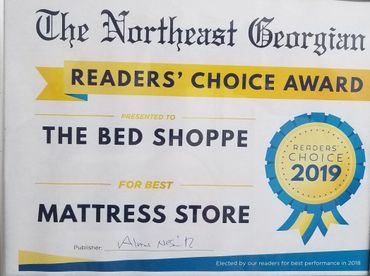 The Northeast Georgian
READERS' CHOICE AWARD
PRESENTED TO
THE BED SHOPPE
FOR BEST
MATTRESS STORE
READERS'
CHOICE
2019
Publisher:
Elected by our readers for best performance in 2018